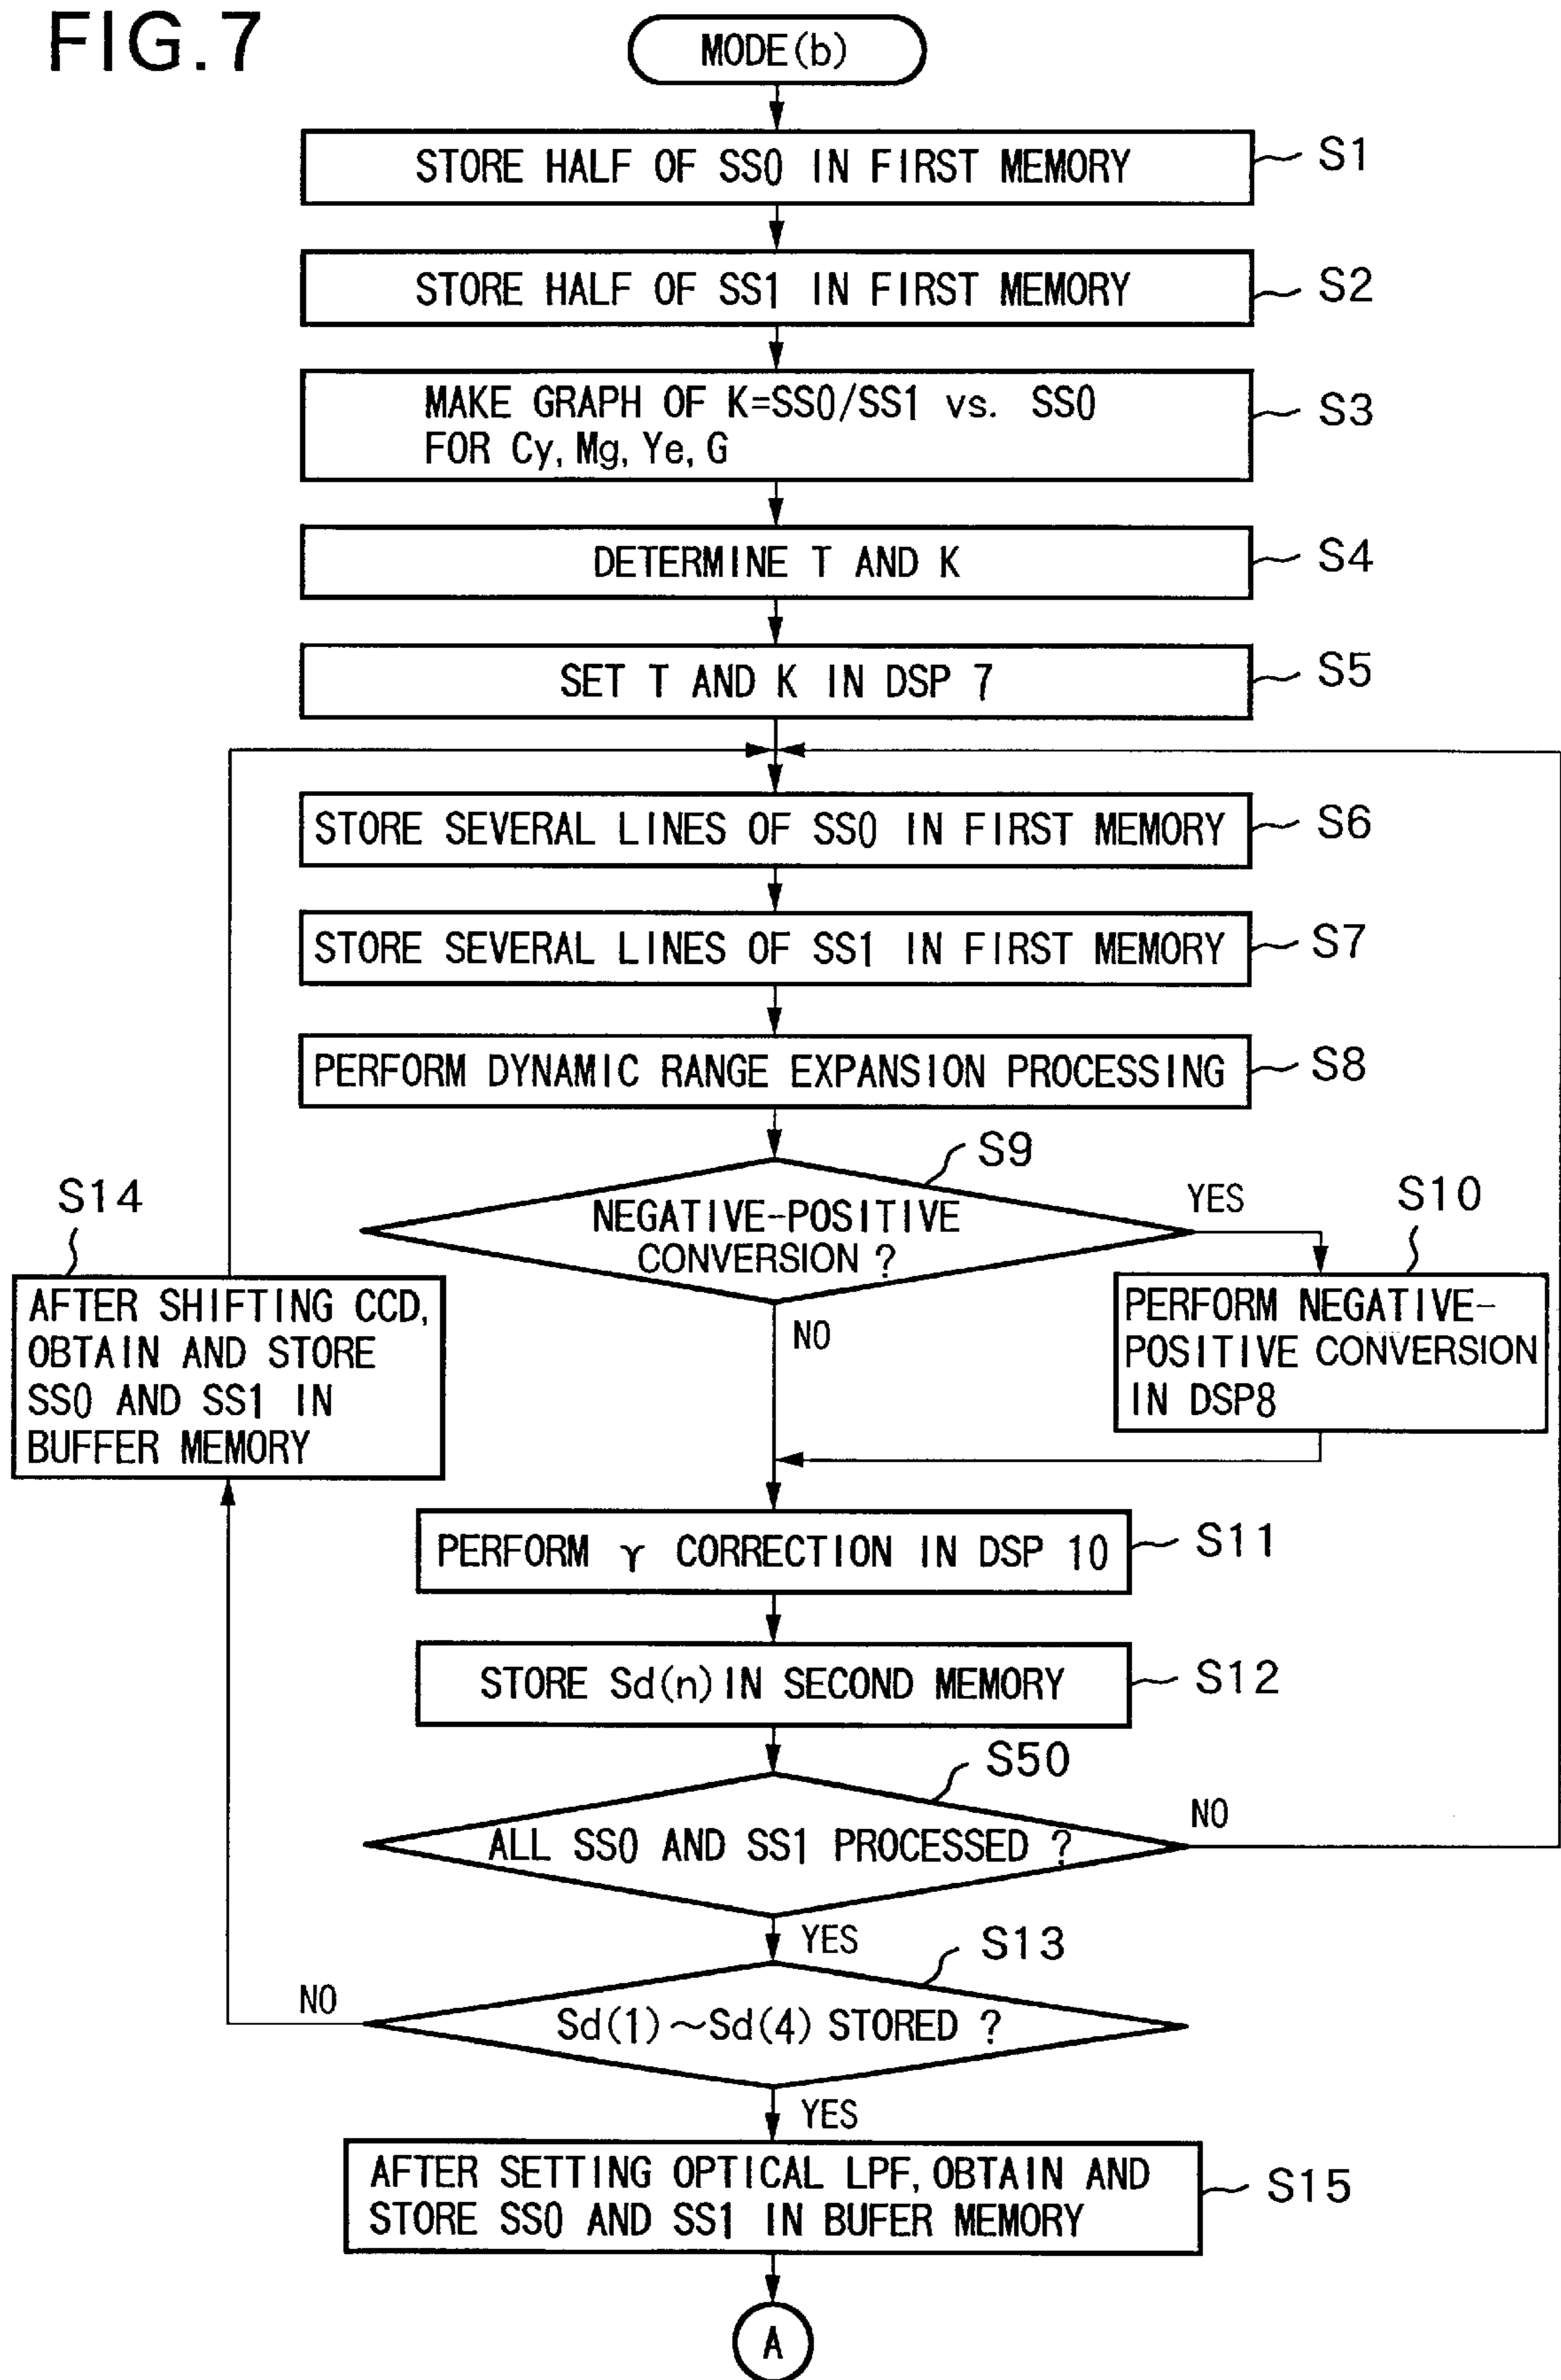 FIG.7
MODE(b)
STORE HALF OF SS0 IN FIRST MEMORY
S1
STORE HALF OF SS1 IN FIRST MEMORY
S2
MAKE GRAPH OF K=SS0/SS1 vs. SS0
FOR Cy, Mg, Ye, G
S3
DETERMINE T AND K
S4
SET T AND K IN DSP 7
S5
STORE SEVERAL LINES OF SS0 IN FIRST MEMORY
S6
STORE SEVERAL LINES OF SS1 IN FIRST MEMORY
S7
PERFORM DYNAMIC RANGE EXPANSION PROCESSING
S8
S9
NEGATIVE-POSITIVE
CONVERSION ?
YES
NO
S10
PERFORM NEGATIVE-
POSITIVE CONVERSION
IN DSP8
S14
AFTER SHIFTING CCD,
OBTAIN AND STORE
SS0 AND SS1 IN
BUFFER MEMORY
PERFORM γ CORRECTION IN DSP 10
S11
STORE Sd(n) IN SECOND MEMORY
S12
S50
ALL SS0 AND SS1 PROCESSED ?
NO
YES
S13
Sd(1)~Sd(4) STORED ?
NO
YES
AFTER SETTING OPTICAL LPF, OBTAIN AND
STORE SS0 AND SS1 IN BUFER MEMORY
S15
A